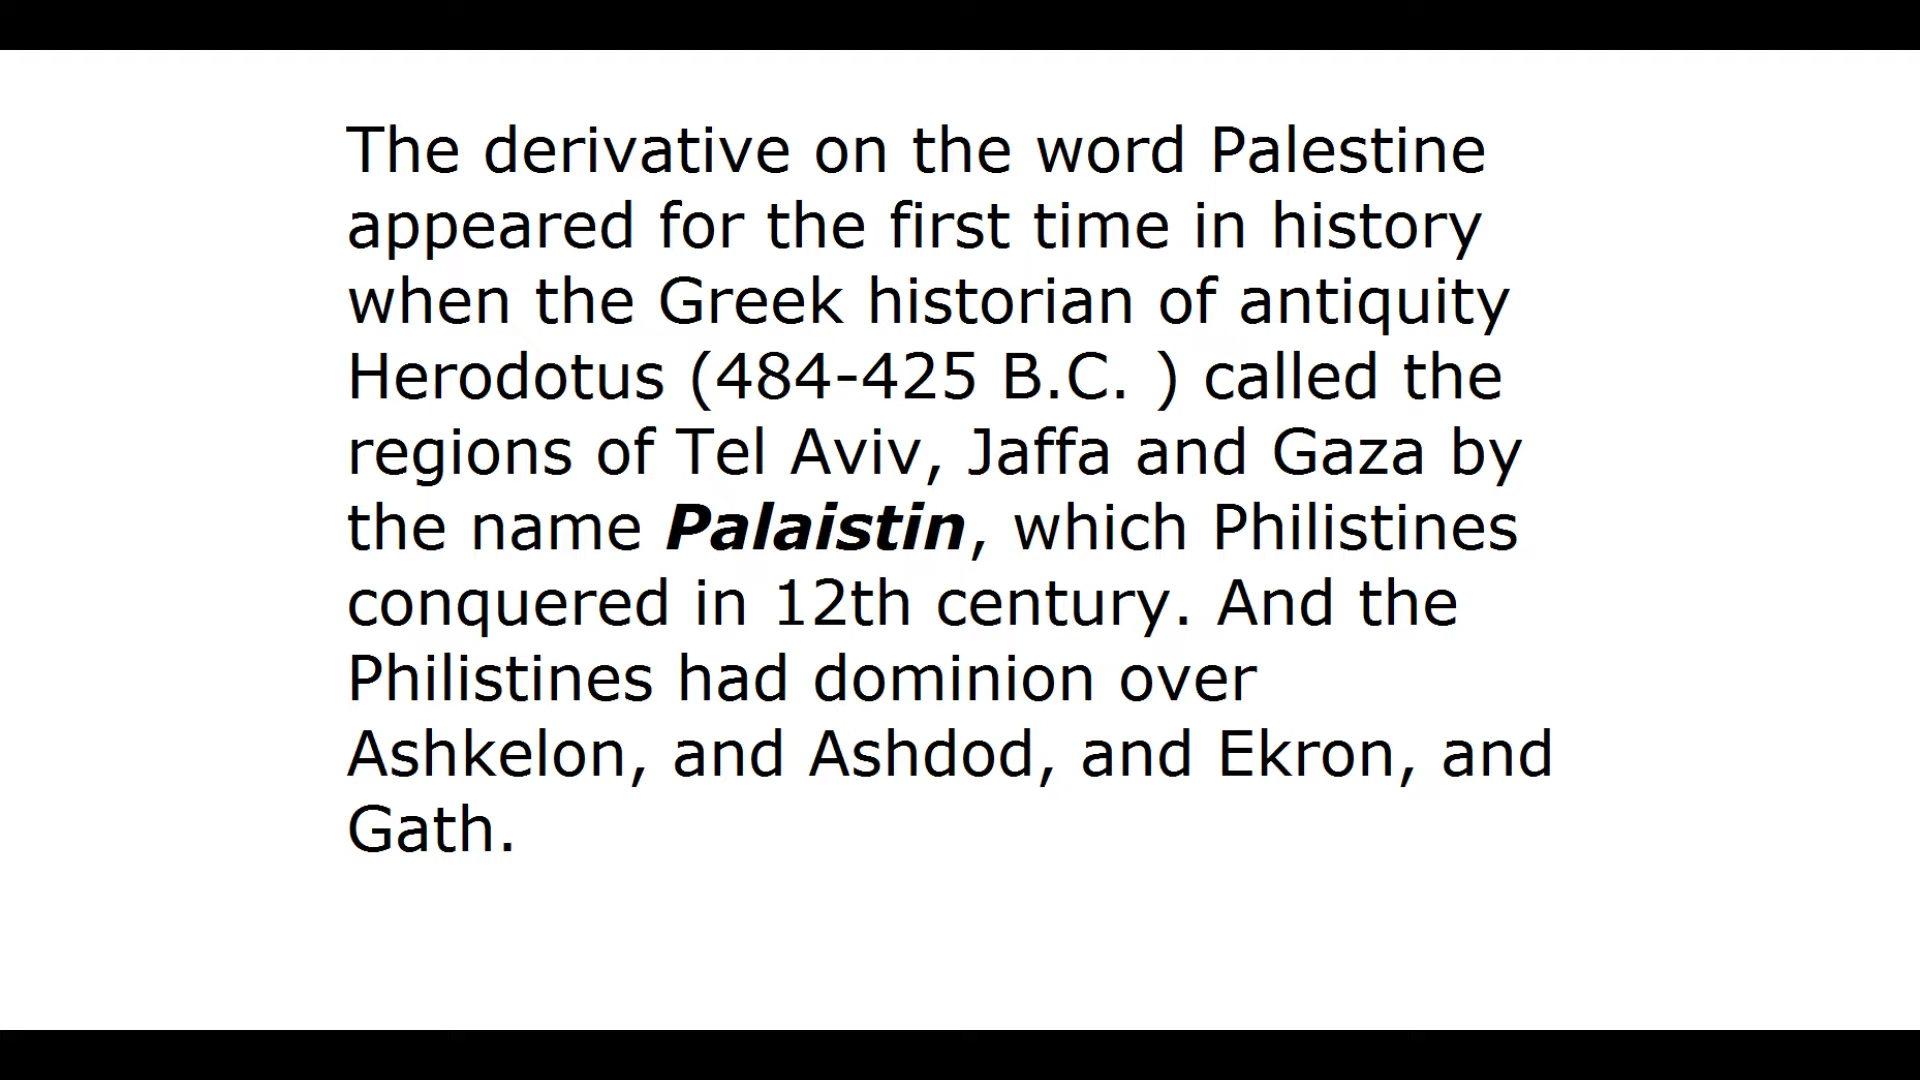 The derivative on the word Palestine
appeared for the first time in history
when the Greek historian of antiquity
Herodotus (484-425 B.C. ) called the
regions of Tel Aviv, Jaffa and Gaza by
the name Palaistin, which Philistines
conquered in 12th century. And the
Philistines had dominion over
Ashkelon, and Ashdod, and Ekron, and
Gath.